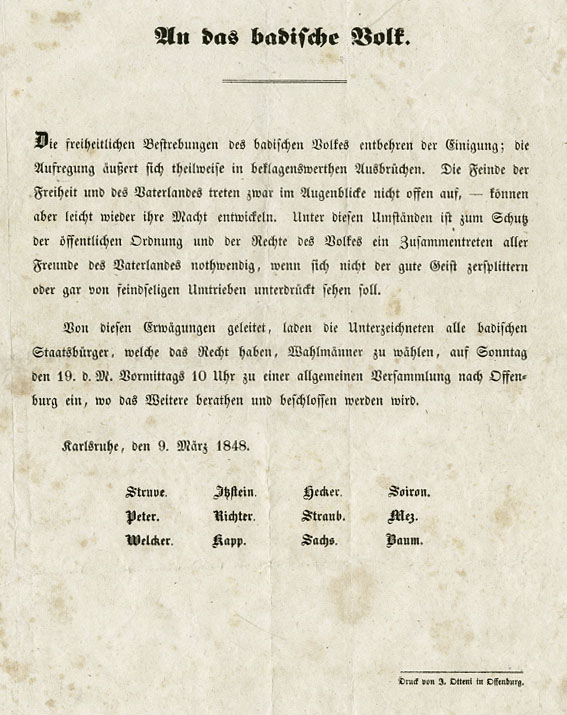 An das badische Volk.
Die freiheitlichen Bestrebungen des badischen Volkes entbehren der Einigung; die
Aufregung äußert sich theilweise in beklagenswerthen Ausbrüchen. Die Feinde der
Freiheit und des Vaterlandes treten zwar im Augenblicke nicht offen auf, — können
aber leicht wieder ihre Macht entwickeln. Unter diesen Umständen ist zum Schutz
der öffentlichen Ordnung und der Rechte des Volkes ein Zusammentreten aller
Freunde des Vaterlandes nothwendig, wenn sich nicht der gute Geist zersplittern
oder gar von feindseligen Umtrieben unterdrückt sehen soll.
Von diesen Erwägungen geleitet, laden die Unterzeichneten alle badischen
Staatsbürger, welche das Recht haben, Wahlmänner zu wählen, auf Sonntag
den 19. d. M. Vormittags 10 Uhr zu einer allgemeinen Versammlung nach Offen-
burg ein, wo das Weitere berathen und beschlossen werden wird.
Karlsruhe, den 9. März 1848.
Struve. Itzstein. Hecker. Soiron.
Peter. Richter. Straub. Mez.
Welcker. Kapp. Sachs. Baum.
Druck von J. Otteni in Offenburg.